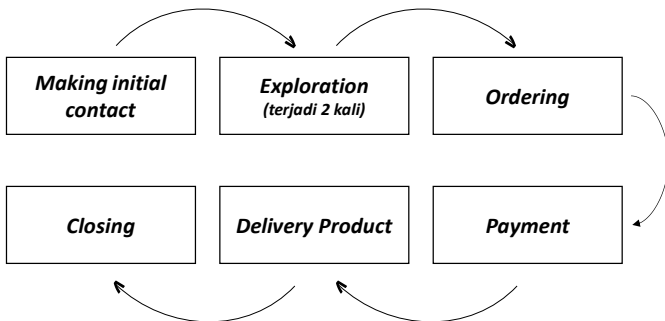 Making initial
contact
Exploration
(terjadi 2 kali)
Ordering
Closing
Delivery Product
Payment